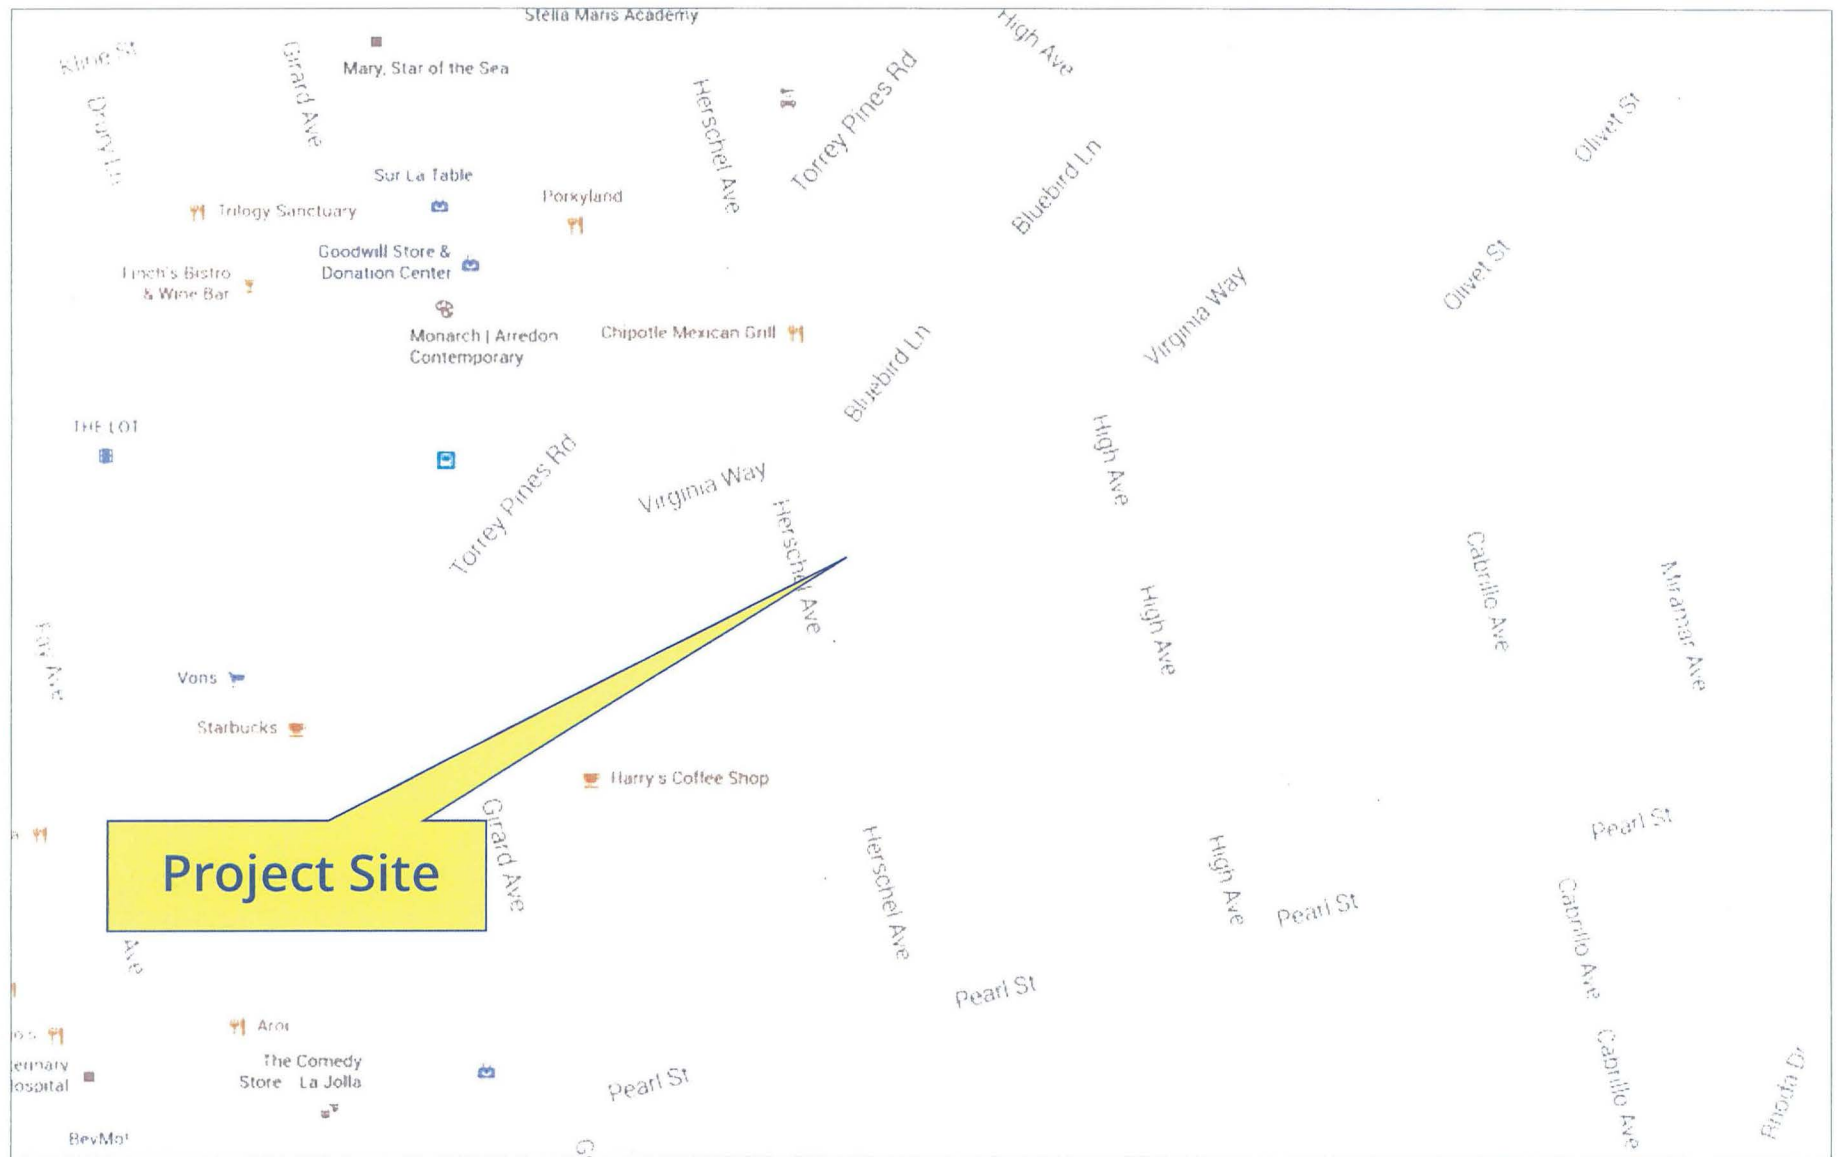 Stella Maris Academy
High Ave
Kline St
Girard Ave
Mary, Star of the Sea
Torrey Pines Rd
Herschel Ave
Drury Ln
Olivet St
Bluebird Ln
Sur La Table
Porkyland
Trilogy Sanctuary
Goodwill Store &
Donation Center
Finch's Bistro
& Wine Bar
Olivet St
Virginia Way
Monarch | Arredon
Contemporary
Chipotle Mexican Grill
Bluebird Ln
THE LOT
High Ave
Torrey Pines Rd
Virginia Way
Herschel Ave
Cabrillo Ave
Miramar Ave
High Ave
Fay Ave
Vons
Starbucks
Harry's Coffee Shop
Girard Ave
Pearl St
a
Project Site
Herschel Ave
High Ave
Pearl St
Cabrillo Ave
Ave
Pearl St
Aroi
The Comedy
Store La Jolla
erinary
ospital
Pearl St
Cabrillo Ave
Rhoda Dr
BevMo!
G